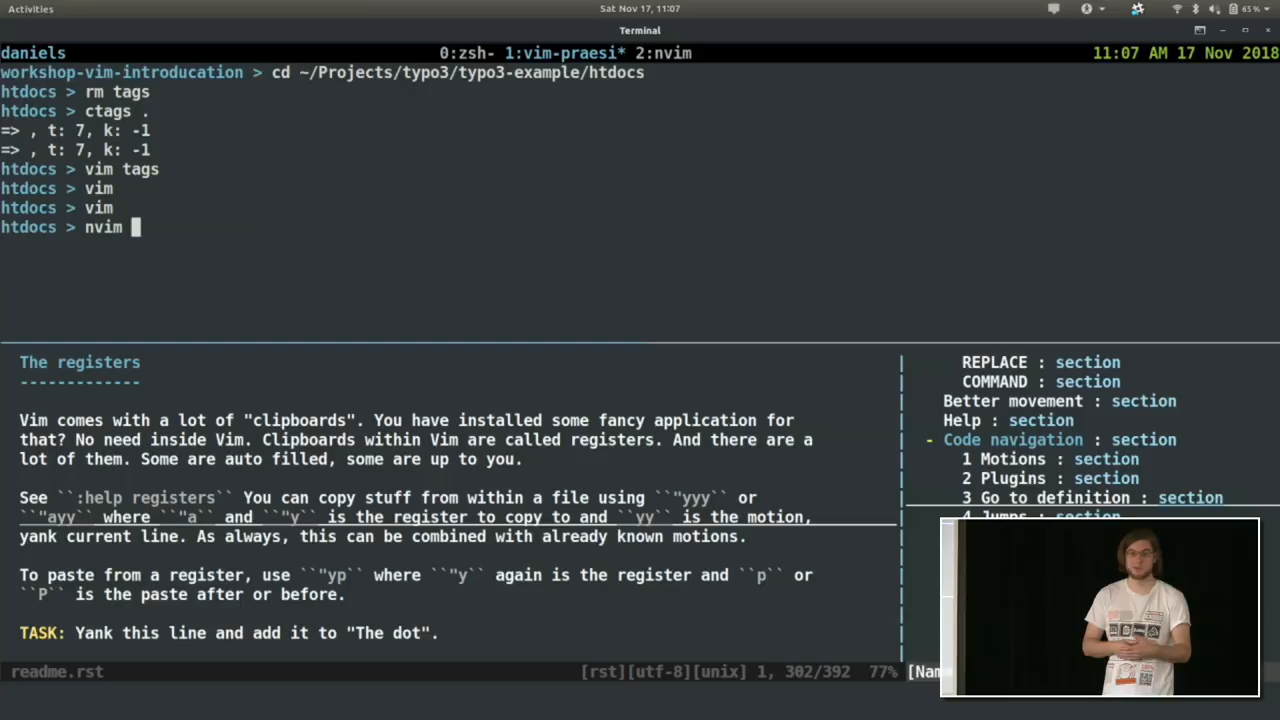 Activities
Sat Nov 17, 11:07
63 %
Terminal
daniels 0:zsh- 1:vim-praesi* 2:nvim 11:07 AM 17 Nov 2018
workshop-vim-introducation > cd ~/Projects/typo3/typo3-example/htdocs
htdocs > rm tags
htdocs > ctags .
=> , t: 7, k: -1
=> , t: 7, k: -1
htdocs > vim tags
htdocs > vim
htdocs > vim
htdocs > nvim
The registers
-------------
Vim comes with a lot of "clipboards". You have installed some fancy application for
that? No need inside Vim. Clipboards within Vim are called registers. And there are a
lot of them. Some are auto filled, some are up to you.
See ``:help registers`` You can copy stuff from within a file using ``"yyy`` or
``"ayy`` where ``"a`` and ``"y`` is the register to copy to and ``yy`` is the motion,
yank current line. As always, this can be combined with already known motions.
To paste from a register, use ``"yp`` where ``"y`` again is the register and ``p`` or
``P`` is the paste after or before.
TASK: Yank this line and add it to "The dot".
readme.rst [rst][utf-8][unix] 1, 302/392 77%
REPLACE : section
COMMAND : section
Better movement : section
Help : section
- Code navigation : section
1 Motions : section
2 Plugins : section
3 Go to definition : section
4 Jumps : section
[Nam